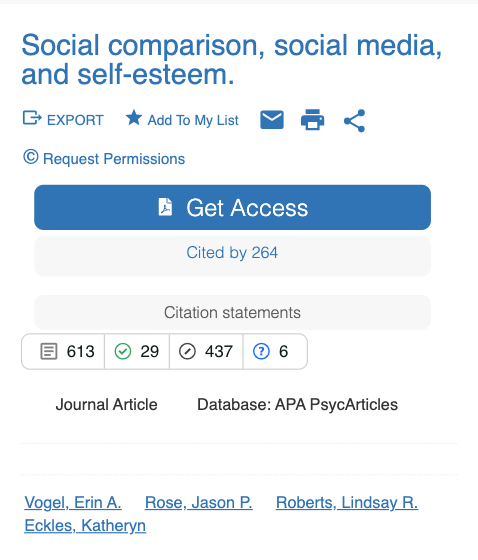 Social comparison, social media,
and self-esteem.
EXPORT Add To My List
© Request Permissions
Get Access
Cited by 264
Citation statements
613 29 437 6
Journal Article Database: APA PsycArticles
Vogel, Erin A. Rose, Jason P. Roberts, Lindsay R.
Eckles, Katheryn